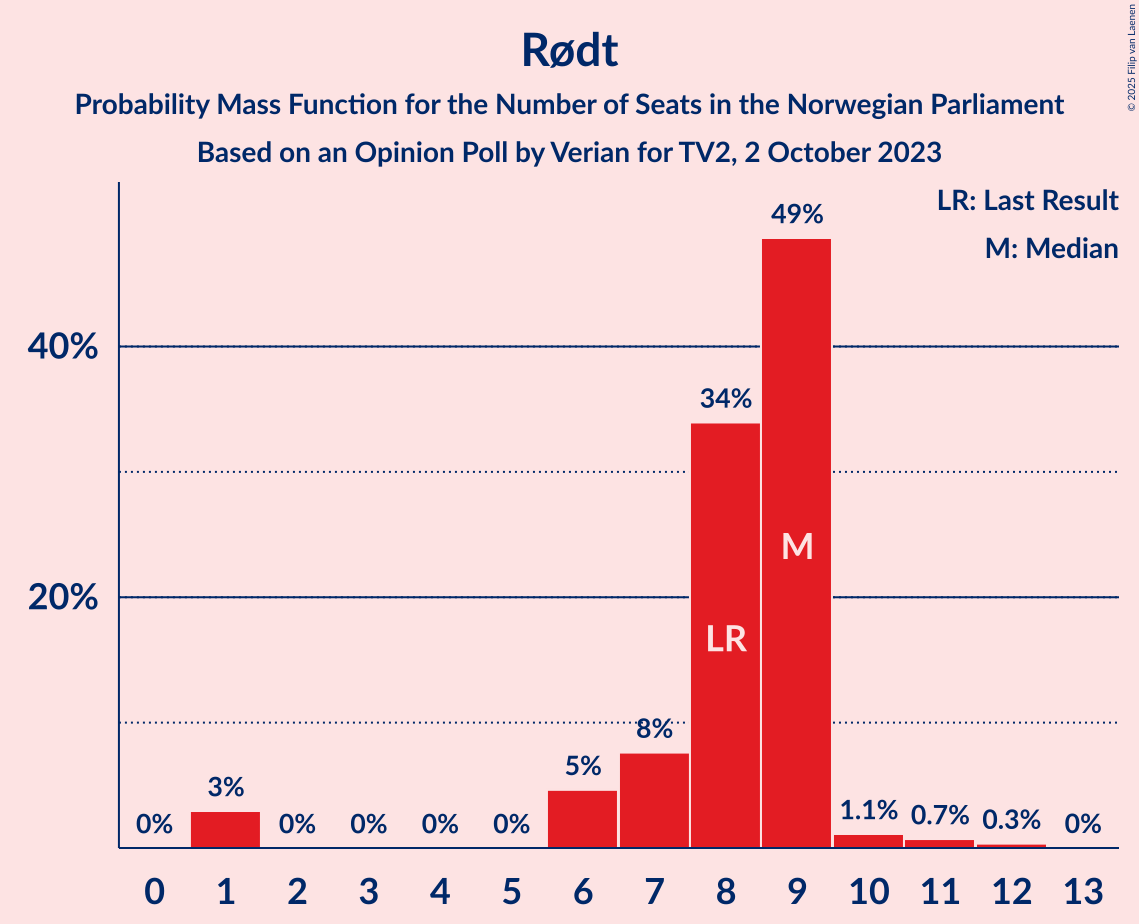 Rødt
Probability Mass Function for the Number of Seats in the Norwegian Parliament
Based on an Opinion Poll by Verian for TV2, 2 October 2023
© 2025 Filip van Laenen
LR: Last Result
M: Median
40%
20%
0%
3%
0%
0%
0%
0%
5%
8%
34%
49%
1.1%
0.7%
0.3%
0%
LR
M
0 1 2 3 4 5 6 7 8 9 10 11 12 13